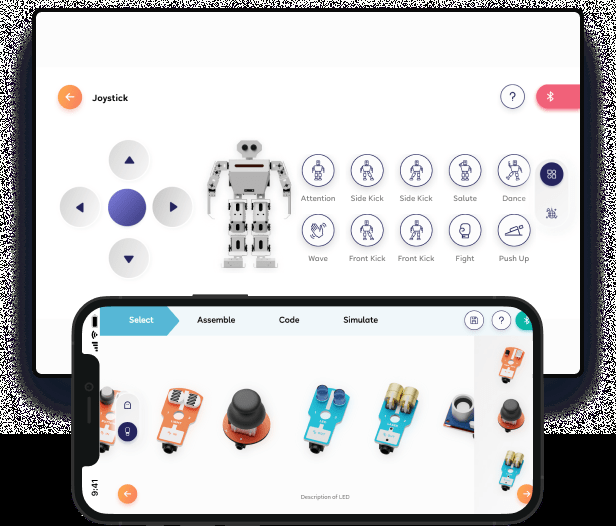 Joystick
?
Attention Side Kick Side Kick Salute Dance
Wave Front Kick Front Kick Fight Push Up
Select Assemble Code Simulate
?
Description of LED
9:41